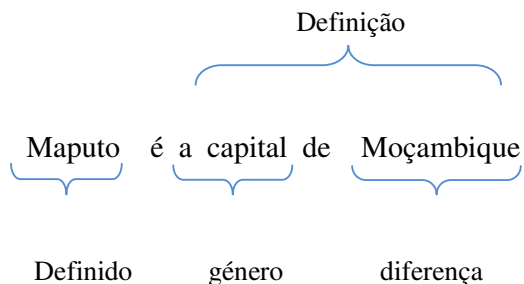 Definição
Maputo é a capital de Moçambique
Definido género diferença